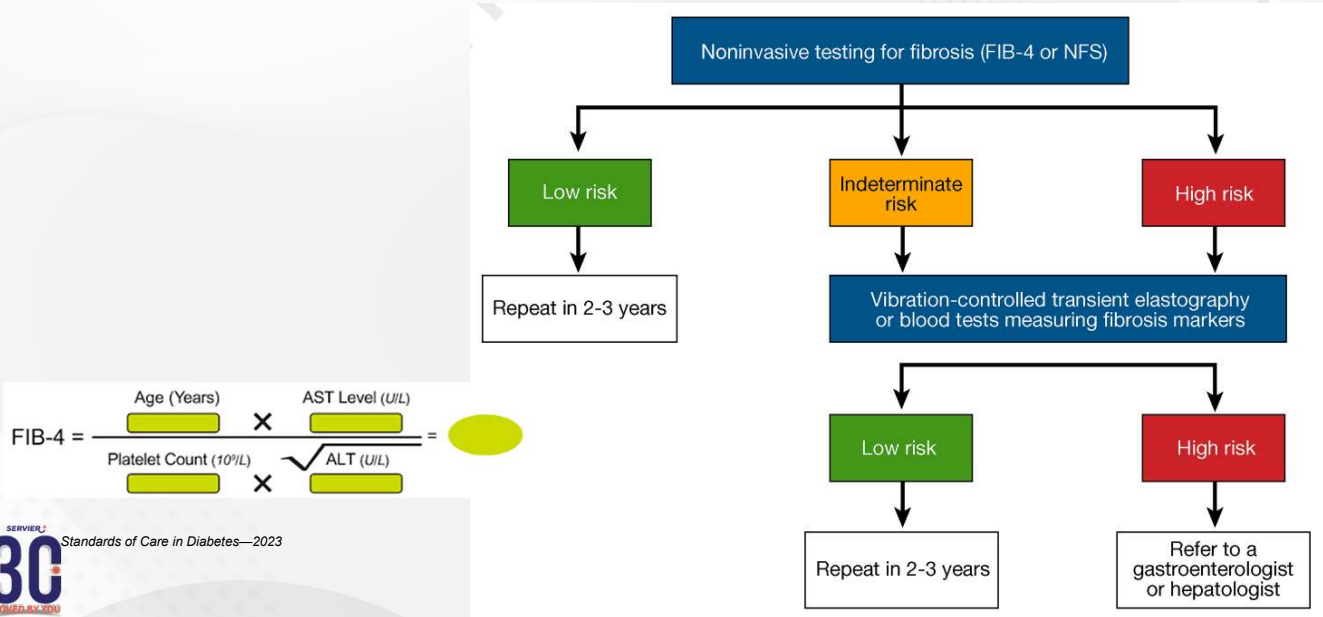 Noninvasive testing for fibrosis (FIB-4 or NFS)
Low risk
Indeterminate
risk
High risk
Repeat in 2-3 years
Vibration-controlled transient elastography
or blood tests measuring fibrosis markers
Low risk
High risk
Repeat in 2-3 years
Refer to a
gastroenterologist
or hepatologist
Age (Years)
AST Level (U/L)
×
FIB-4 =
=
Platelet Count (10⁹/L)
√ ALT (U/L)
×
SERVIER
30
Standards of Care in Diabetes—2023
BY YOU